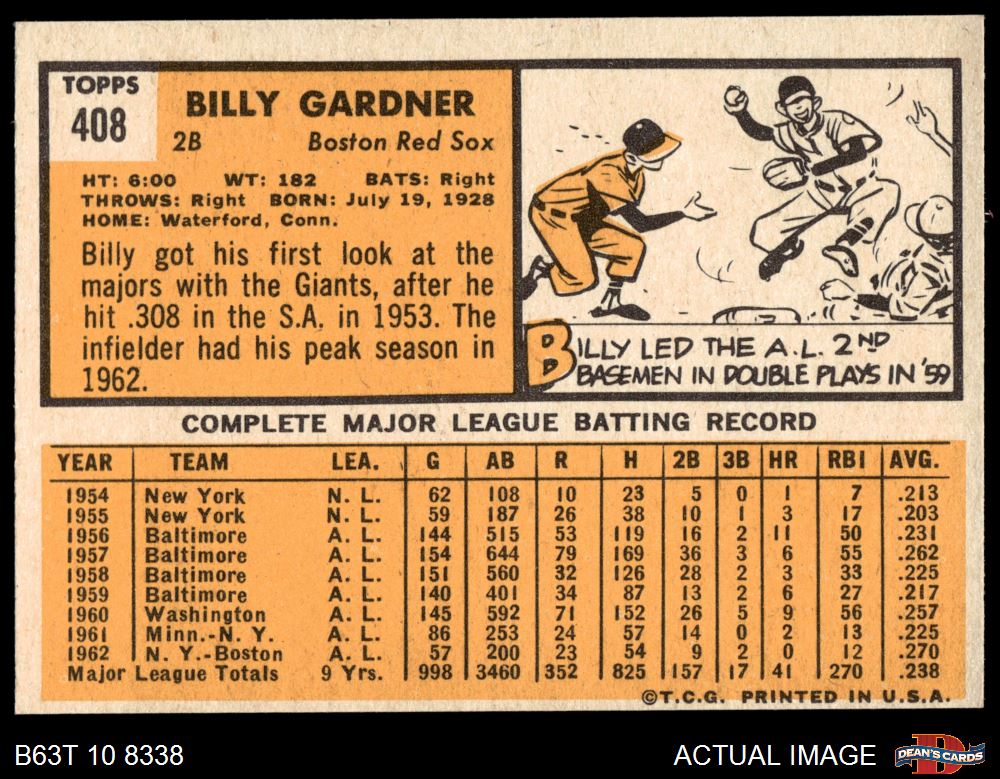 TOPPS
408
BILLY GARDNER
2B Boston Red Sox
HT: 6:00 WT: 182 BATS: Right
THROWS: Right BORN: July 19, 1928
HOME: Waterford, Conn.
Billy got his first look at the
majors with the Giants, after he
hit .308 in the S.A. in 1953. The
infielder had his peak season in
1962.
BILLY LED THE A.L. 2ND
BASEMEN IN DOUBLE PLAYS IN '59
COMPLETE MAJOR LEAGUE BATTING RECORD
YEAR TEAM LEA. G AB R H 2B 3B HR RBI AVG.
1954 New York N. L. 62 108 10 23 5 0 1 7 .213
1955 New York N. L. 59 187 26 38 10 1 3 17 .203
1956 Baltimore A. L. 144 515 53 119 16 2 11 50 .231
1957 Baltimore A. L. 154 644 79 169 36 3 6 55 .262
1958 Baltimore A. L. 151 560 32 126 28 2 3 33 .225
1959 Baltimore A. L. 140 401 34 87 13 2 6 27 .217
1960 Washington A. L. 145 592 71 152 26 5 9 56 .257
1961 Minn.-N. Y. A. L. 86 253 24 57 14 0 2 13 .225
1962 N. Y.-Boston A. L. 57 200 23 54 9 2 0 12 .270
Major League Totals 9 Yrs. 998 3460 352 825 157 17 41 270 .238
©T.C.G. PRINTED IN U.S.A.
B63T 10 8338 ACTUAL IMAGE
D
DEAN'S CARDS